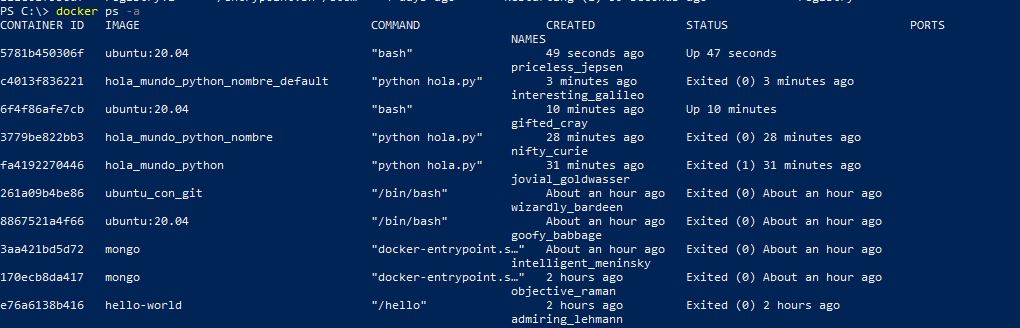 PS C:\> docker ps -a
CONTAINER ID IMAGE COMMAND CREATED STATUS PORTS
NAMES
5781b450306f ubuntu:20.04 "bash" 49 seconds ago Up 47 seconds
priceless_jepsen
c4013f836221 hola_mundo_python_nombre_default "python hola.py" 3 minutes ago Exited (0) 3 minutes ago
interesting_galileo
6f4f86afe7cb ubuntu:20.04 "bash" 10 minutes ago Up 10 minutes
gifted_cray
3779be822bb3 hola_mundo_python_nombre "python hola.py" 28 minutes ago Exited (0) 28 minutes ago
nifty_curie
fa4192270446 hola_mundo_python "python hola.py" 31 minutes ago Exited (1) 31 minutes ago
jovial_goldwasser
261a09b4be86 ubuntu_con_git "/bin/bash" About an hour ago Exited (0) About an hour ago
wizardly_bardeen
8867521a4f66 ubuntu:20.04 "/bin/bash" About an hour ago Exited (0) About an hour ago
goofy_babbage
3aa421bd5d72 mongo "docker-entrypoint.s…" About an hour ago Exited (0) About an hour ago
intelligent_meninsky
170ecb8da417 mongo "docker-entrypoint.s…" 2 hours ago Exited (0) 2 hours ago
objective_raman
e76a6138b416 hello-world "/hello" 2 hours ago Exited (0) 2 hours ago
admiring_lehmann